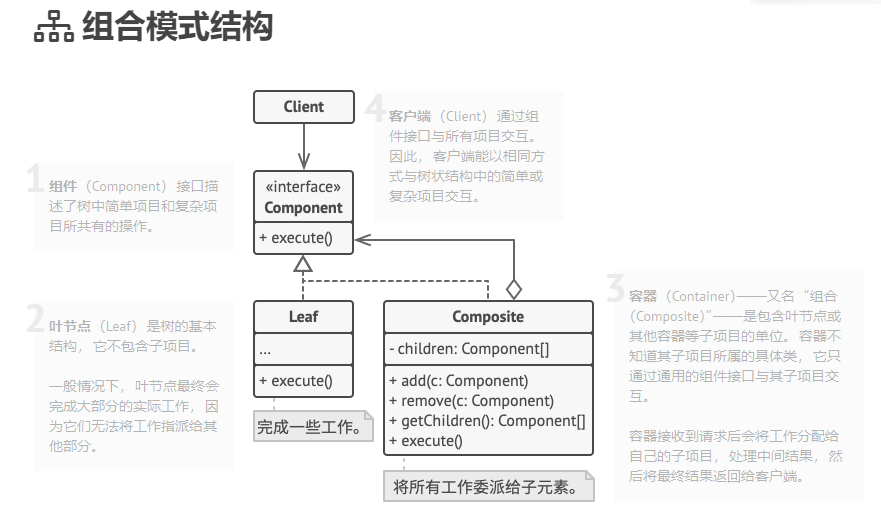 组合模式结构
Client
4
客户端（Client）通过组
件接口与所有项目交互。
因此，客户端能以相同方
式与树状结构中的简单或
复杂项目交互。
1
组件（Component）接口描
述了树中简单项目和复杂项
目所共有的操作。
«interface»
Component
+ execute()
2
叶节点（Leaf）是树的基本
结构，它不包含子项目。
一般情况下，叶节点最终会
完成大部分的实际工作，因
为它们无法将工作指派给其
他部分。
Leaf
...
+ execute()
完成一些工作。
Composite
- children: Component[]
+ add(c: Component)
+ remove(c: Component)
+ getChildren(): Component[]
+ execute()
将所有工作委派给子元素。
3
容器（Container）——又名“组合
（Composite）”——是包含叶节点或
其他容器等子项目的单位。容器不
知道其子项目所属的具体类，它只
通过通用的组件接口与其子项目交
互。
容器接收到请求后会将工作分配给
自己的子项目，处理中间结果，然
后将最终结果返回给客户端。